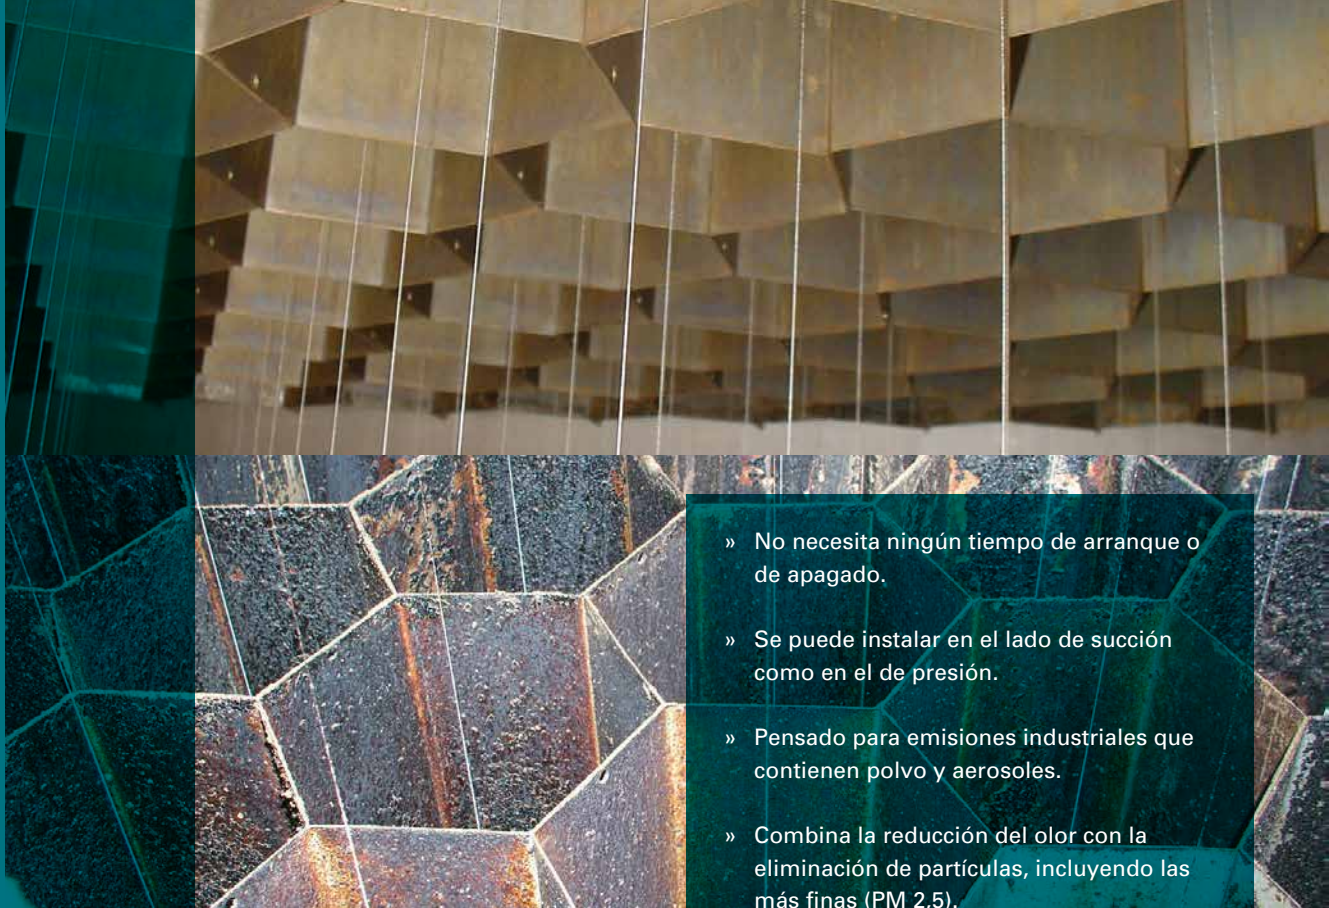 » No necesita ningún tiempo de arranque o
de apagado.
» Se puede instalar en el lado de succión
como en el de presión.
» Pensado para emisiones industriales que
contienen polvo y aerosoles.
» Combina la reducción del olor con la
eliminación de partículas, incluyendo las
más finas (PM 2,5).